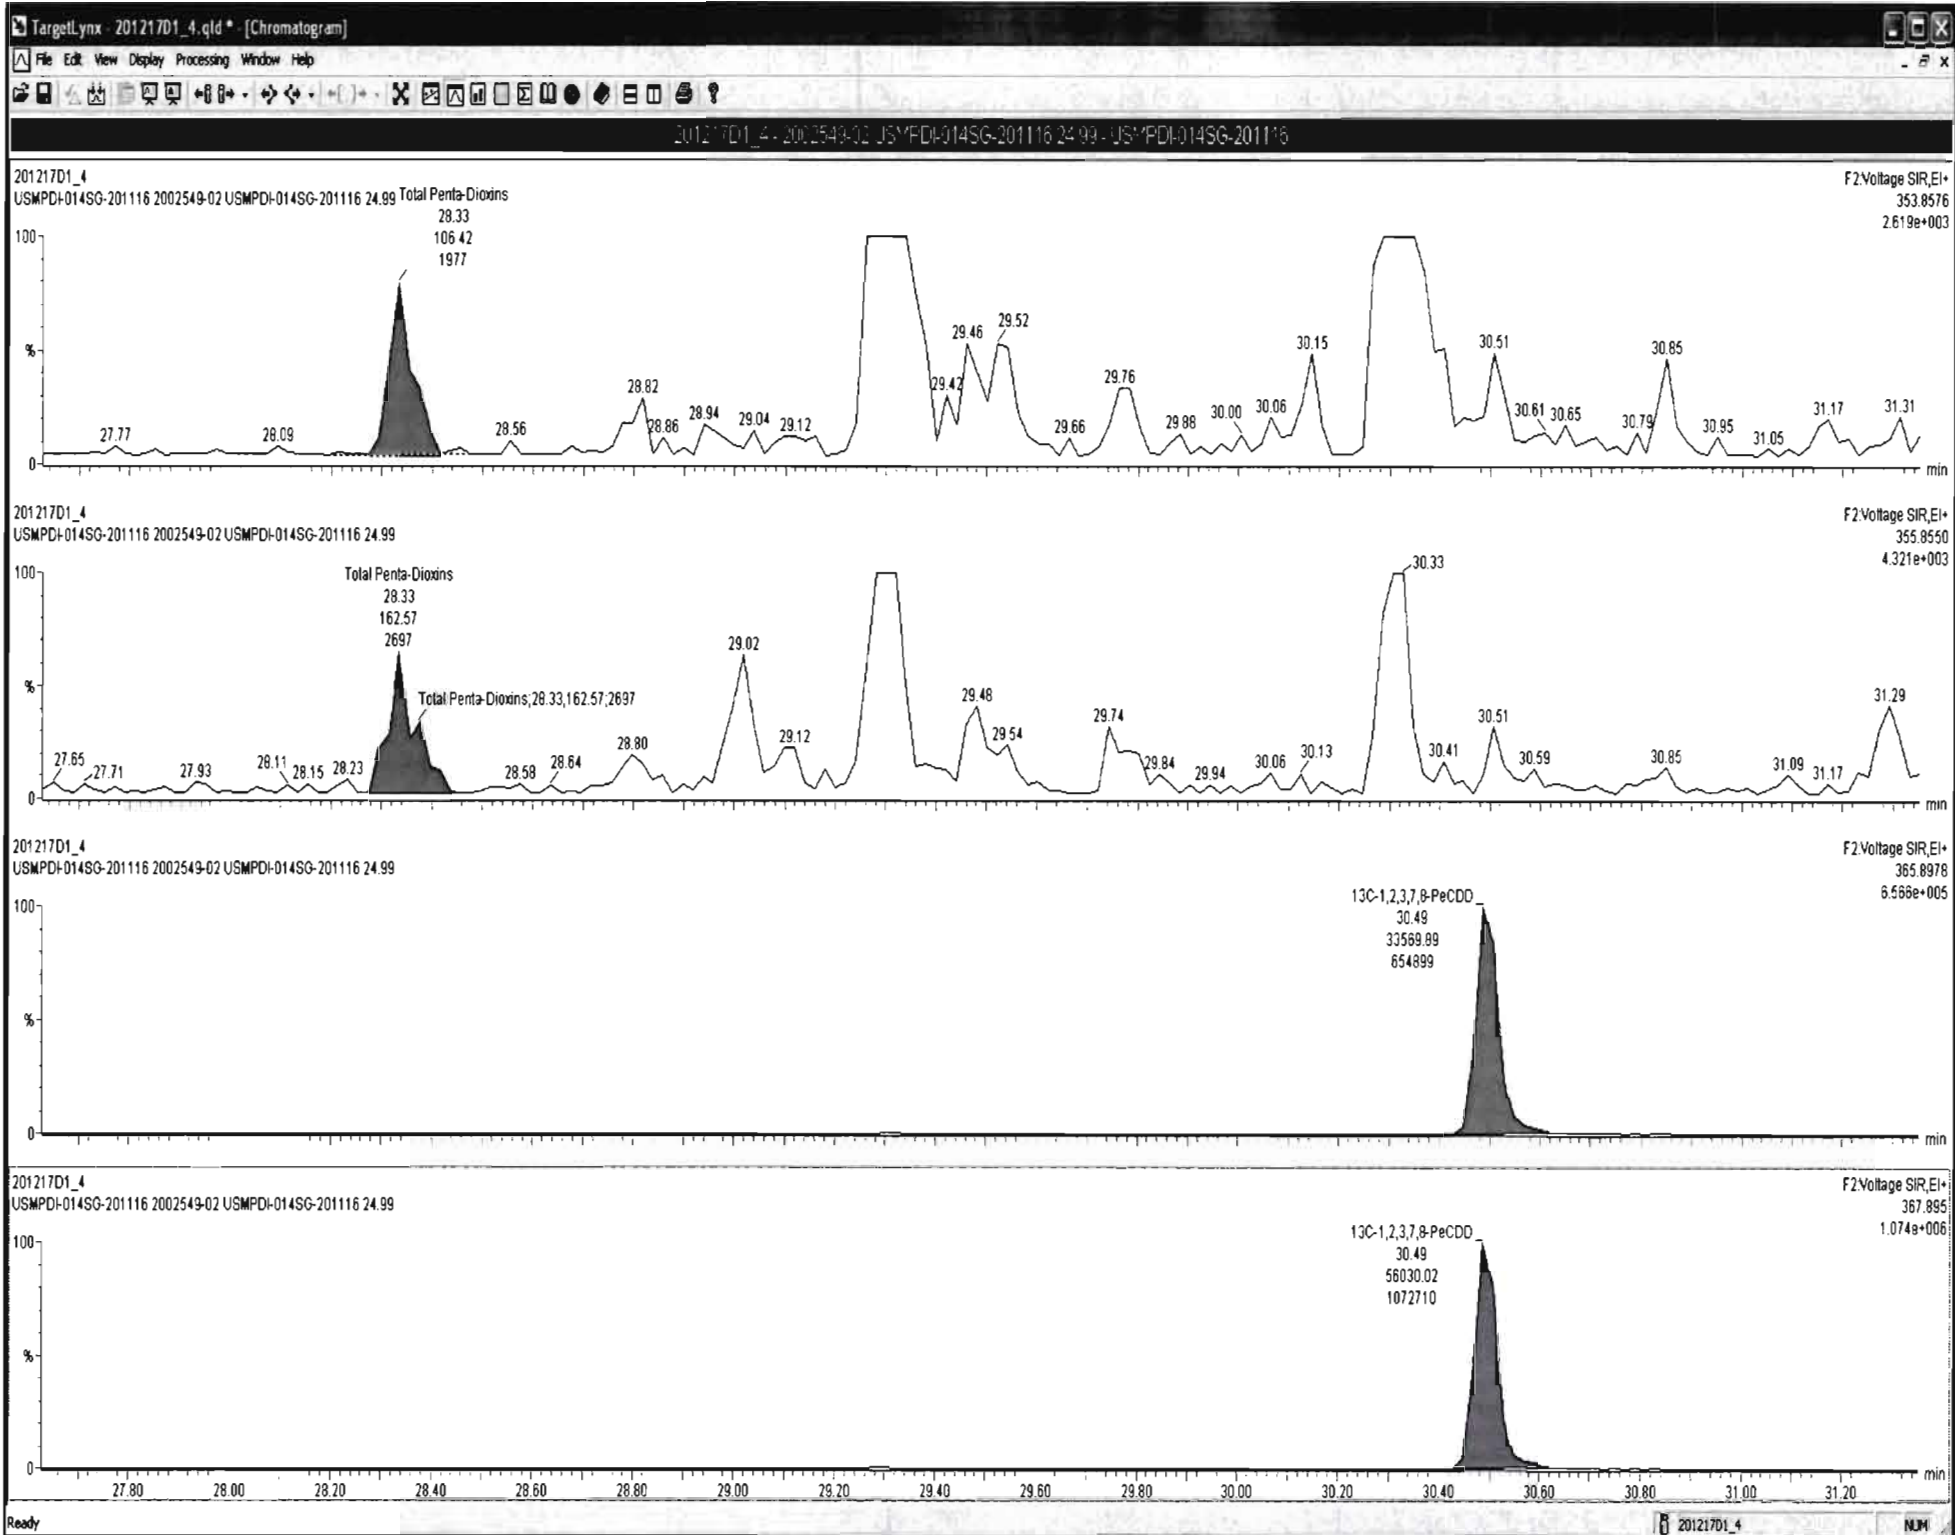 TargetLynx - 201217D1_4.qld * - [Chromatogram]
File Edit View Display Processing Window Help
201217D1_4 - 2002549-02 USMPDI-014SG-201116 24.99 - USMPDI-014SG-201116
201217D1_4
USMPDI-014SG-201116 2002549-02 USMPDI-014SG-201116 24.99
F2:Voltage SIR,EI+
353.8576
2.619e+003
Total Penta-Dioxins
28.33
106.42
1977
100
%
0
27.77
28.09
28.56
28.82
28.86
28.94
29.04
29.12
29.42
29.46
29.52
29.66
29.76
29.88
30.00
30.06
30.15
30.51
30.61
30.65
30.79
30.85
30.95
31.05
31.17
31.31
min
201217D1_4
USMPDI-014SG-201116 2002549-02 USMPDI-014SG-201116 24.99
F2:Voltage SIR,EI+
355.8550
4.321e+003
Total Penta-Dioxins
28.33
162.57
2697
Total Penta-Dioxins;28.33,162.57;2697
100
%
0
27.65
27.71
27.93
28.11
28.15
28.23
28.58
28.64
28.80
29.02
29.12
29.48
29.54
29.74
29.84
29.94
30.06
30.13
30.33
30.41
30.51
30.59
30.85
31.09
31.17
31.29
min
201217D1_4
USMPDI-014SG-201116 2002549-02 USMPDI-014SG-201116 24.99
F2:Voltage SIR,EI+
365.8978
6.566e+005
13C-1,2,3,7,8-PeCDD
30.49
33569.89
654899
100
%
0
min
201217D1_4
USMPDI-014SG-201116 2002549-02 USMPDI-014SG-201116 24.99
F2:Voltage SIR,EI+
367.895
1.074e+006
13C-1,2,3,7,8-PeCDD
30.49
56030.02
1072710
100
%
0
min
27.80 28.00 28.20 28.40 28.60 28.80 29.00 29.20 29.40 29.60 29.80 30.00 30.20 30.40 30.60 30.80 31.00 31.20
Ready
201217D1_4
NUM